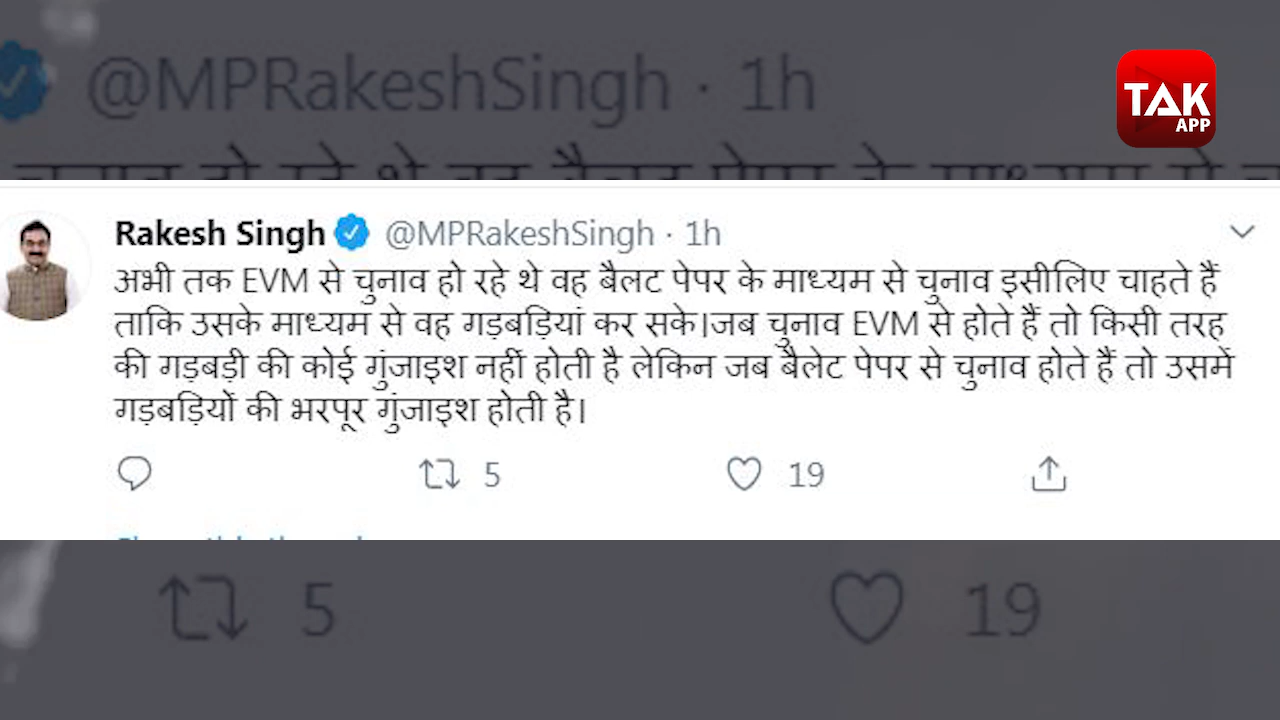 @MPRakeshSingh · 1h
TAK
APP
Rakesh Singh @MPRakeshSingh · 1h
अभी तक EVM से चुनाव हो रहे थे वह बैलट पेपर के माध्यम से चुनाव इसीलिए चाहते हैं
ताकि उसके माध्यम से वह गड़बड़ियां कर सके।जब चुनाव EVM से होते हैं तो किसी तरह
की गड़बड़ी की कोई गुंजाइश नहीं होती है लेकिन जब बैलेट पेपर से चुनाव होते हैं तो उसमें
गड़बड़ियों की भरपूर गुंजाइश होती है।
5 19
5 19